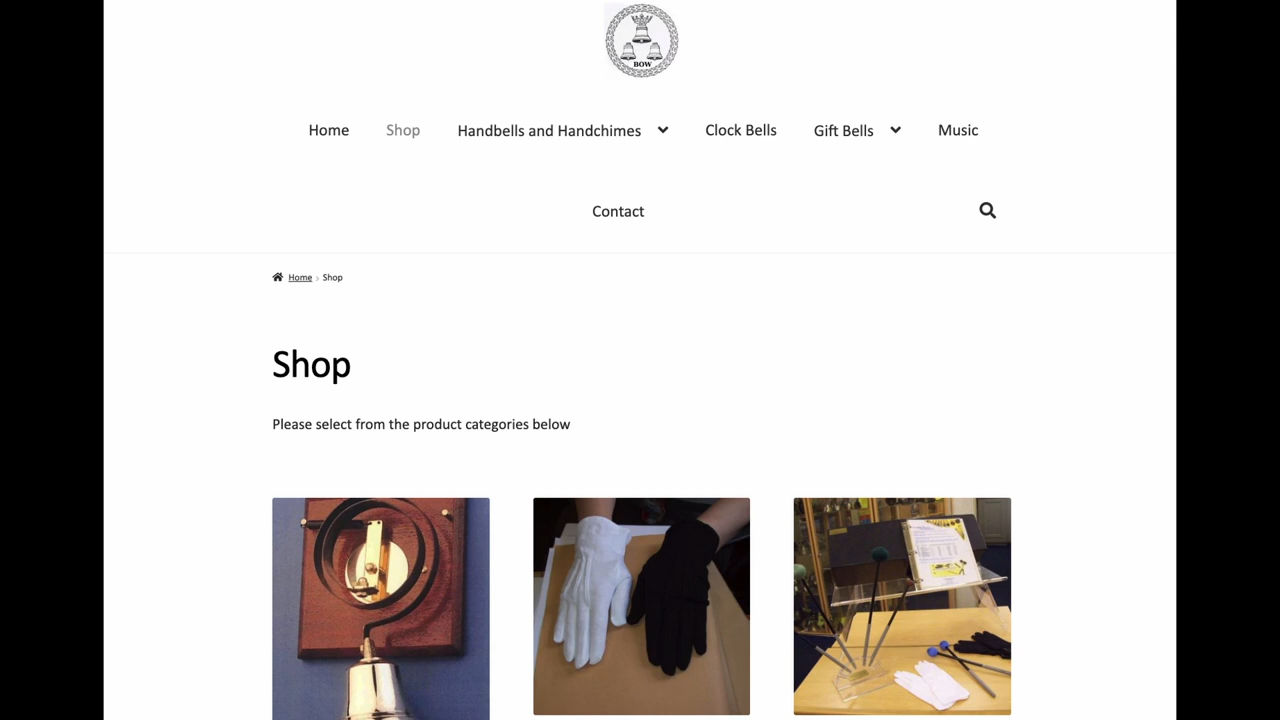 BOW
Home
Shop
Handbells and Handchimes
Clock Bells
Gift Bells
Music
Contact
Home › Shop
Shop
Please select from the product categories below